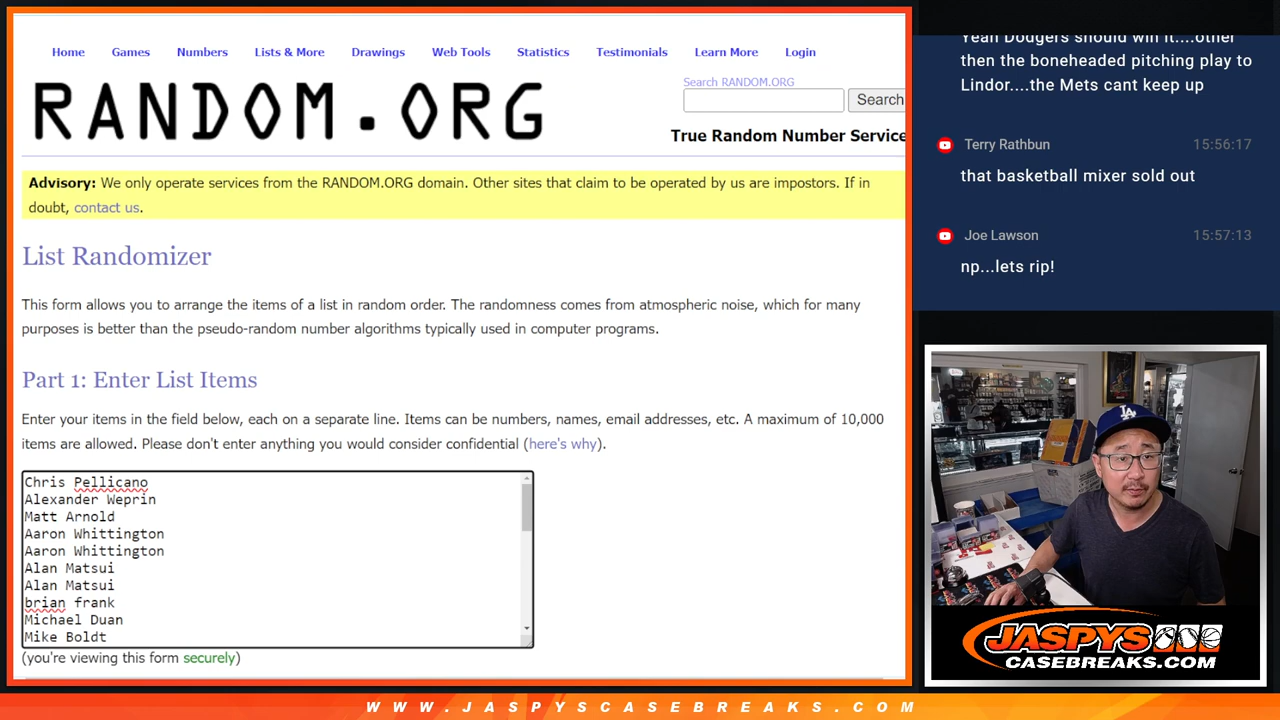 Home Games Numbers Lists & More Drawings Web Tools Statistics Testimonials Learn More Login
RANDOM.ORG
Search RANDOM.ORG
Search
True Random Number Service
Advisory: We only operate services from the RANDOM.ORG domain. Other sites that claim to be operated by us are impostors. If in
doubt, contact us.
List Randomizer
This form allows you to arrange the items of a list in random order. The randomness comes from atmospheric noise, which for many
purposes is better than the pseudo-random number algorithms typically used in computer programs.
Part 1: Enter List Items
Enter your items in the field below, each on a separate line. Items can be numbers, names, email addresses, etc. A maximum of 10,000
items are allowed. Please don't enter anything you would consider confidential (here's why).
Chris Pellicano
Alexander Weprin
Matt Arnold
Aaron Whittington
Aaron Whittington
Alan Matsui
Alan Matsui
brian frank
Michael Duan
Mike Boldt
(you're viewing this form securely)
Yeah Dodgers should win it....other
then the boneheaded pitching play to
Lindor....the Mets cant keep up
Terry Rathbun 15:56:17
that basketball mixer sold out
Joe Lawson 15:57:13
np...lets rip!
LA
JASPYS
CASEBREAKS.COM
WWW.JASPYSCASEBREAKS.COM